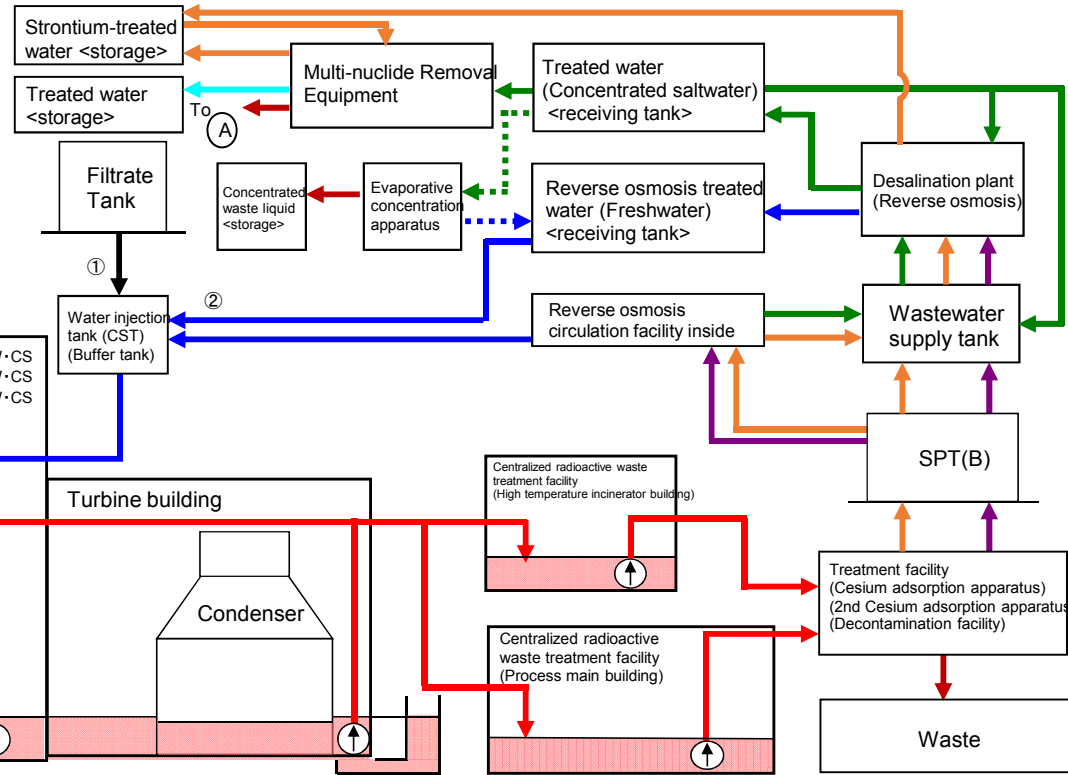 Strontium-treated
water <storage>
Multi-nuclide Removal
Equipment
Treated water
(Concentrated saltwater)
<receiving tank>
Treated water
<storage>
To
A
Filtrate
Tank
Concentrated
waste liquid
<storage>
Evaporative
concentration
apparatus
Reverse osmosis treated
water (Freshwater)
<receiving tank>
Desalination plant
(Reverse osmosis)
①
②
Water injection
tank (CST)
(Buffer tank)
Reverse osmosis
circulation facility inside
Wastewater
supply tank
・CS
・CS
・CS
SPT(B)
Turbine building
Condenser
Centralized radioactive waste
treatment facility
(High temperature incinerator building)
Treatment facility
(Cesium adsorption apparatus)
(2nd Cesium adsorption apparatus
(Decontamination facility)
Centralized radioactive
waste treatment facility
(Process main building)
Waste